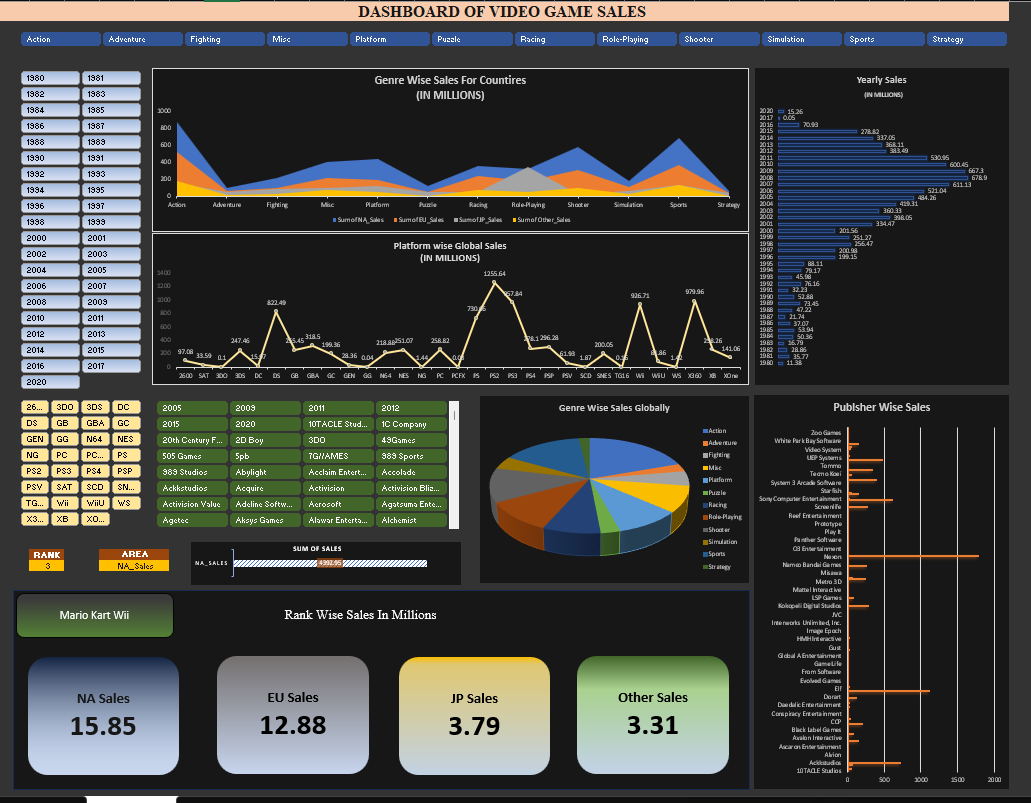 DASHBOARD OF VIDEO GAME SALES
Action Adventure Fighting Misc Platform Puzzle Racing Role-Playing Shooter Simulation Sports Strategy
1980 1981
1982 1983
1984 1985
1986 1987
1988 1989
1990 1991
1992 1993
1994 1995
1996 1997
1998 1999
2000 2001
2002 2003
2004 2005
2006 2007
2008 2009
2010 2011
2012 2013
2014 2015
2016 2017
2020
Genre Wise Sales For Countires
(IN MILLIONS)
1000
800
600
400
200
0
Action Adventure Fighting Misc Platform Puzzle Racing Role-Playing Shooter Simulation Sports Strategy
Sum of NA_Sales Sum of EU_Sales Sum of JP_Sales Sum of Other_Sales
Platform wise Global Sales
(IN MILLIONS)
1400
1200
1000
800
600
400
200
0
97.08 33.59 0.1 247.46 822.49 318.5 199.36 28.36 0.04 218.88 251.07 1.44 258.82 1255.64 957.84 296.28 61.93 1.87 200.05 926.71 979.96 141.06
2600 SAT 3DO 3DS DC DS GB GBA GC GEN GG N64 NES NG PC PCFX PS PS2 PS3 PS4 PSP PSV SCD SNES TG16 Wii WiiU WS X360 XB XOne
Yearly Sales
(IN MILLIONS)
2020 15.26
2017 0.05
2016 70.93
2015 278.82
2014 337.05
2013 368.11
2012 383.49
2011 530.95
2010 600.45
2009 667.3
2008 678.9
2007 611.13
2006 521.04
2005 484.26
2004 419.31
2003 360.33
2002 398.05
2001 334.47
2000 201.56
1999 251.27
1998 256.47
1997 200.98
1996 199.15
1995 88.11
1994 79.17
1993 45.98
1992 76.16
1991 32.23
1990 52.88
1989 73.45
1988 47.22
1987 21.74
1986 37.07
1985 53.94
1984 50.36
1983 16.79
1982 28.86
1981 35.77
1980 11.38
26... 3DO 3DS DC
DS GB GBA GC
GEN GG N64 NES
NG PC PC... PS
PS2 PS3 PS4 PSP
PSV SAT SCD SN...
TG... Wii WiiU WS
X3... XB XO...
2005 2009 2011 2012
2015 2020 10TACLE Stud... 1C Company
20th Century F... 2D Boy 3DO 49Games
505 Games 5pb 7G//AMES 989 Sports
989 Studios Abylight Acclaim Entert... Accolade
Ackkstudios Acquire Activision Activision Bliz...
Activision Value Adeline Softw... Aerosoft Agatsuma Ente...
Agetec Aksys Games Alawar Enterta... Alchemist
Genre Wise Sales Globally
Action
Adventure
Fighting
Misc
Platform
Puzzle
Racing
Role-Playing
Shooter
Simulation
Sports
Strategy
Publsher Wise Sales
Zoo Games
White Park Bay Software
Video System
UEP Systems
Tommo
Tecmo Koei
System 3 Arcade Software
Starfish
Sony Computer Entertainment
Screenlife
Reef Entertainment
Prototype
Play It
Panther Software
O3 Entertainment
Nexon
Namco Bandai Games
Misawa
Metro 3D
Mattel Interactive
LSP Games
Kokopeli Digital Studios
JVC
Interworks Unlimited, Inc.
Image Epoch
HMH Interactive
Gust
Global A Entertainment
GameLife
From Software
Evolved Games
Elf
Dorart
Daedalic Entertainment
Conspiracy Entertainment
CCP
Black Label Games
Avalon Interactive
Ascaron Entertainment
Alvion
Ackkstudios
10TACLE Studios
0 500 1000 1500 2000
RANK
3
AREA
NA_Sales
SUM OF SALES
NA_SALES 4392.95
Mario Kart Wii
Rank Wise Sales In Millions
NA Sales
15.85
EU Sales
12.88
JP Sales
3.79
Other Sales
3.31